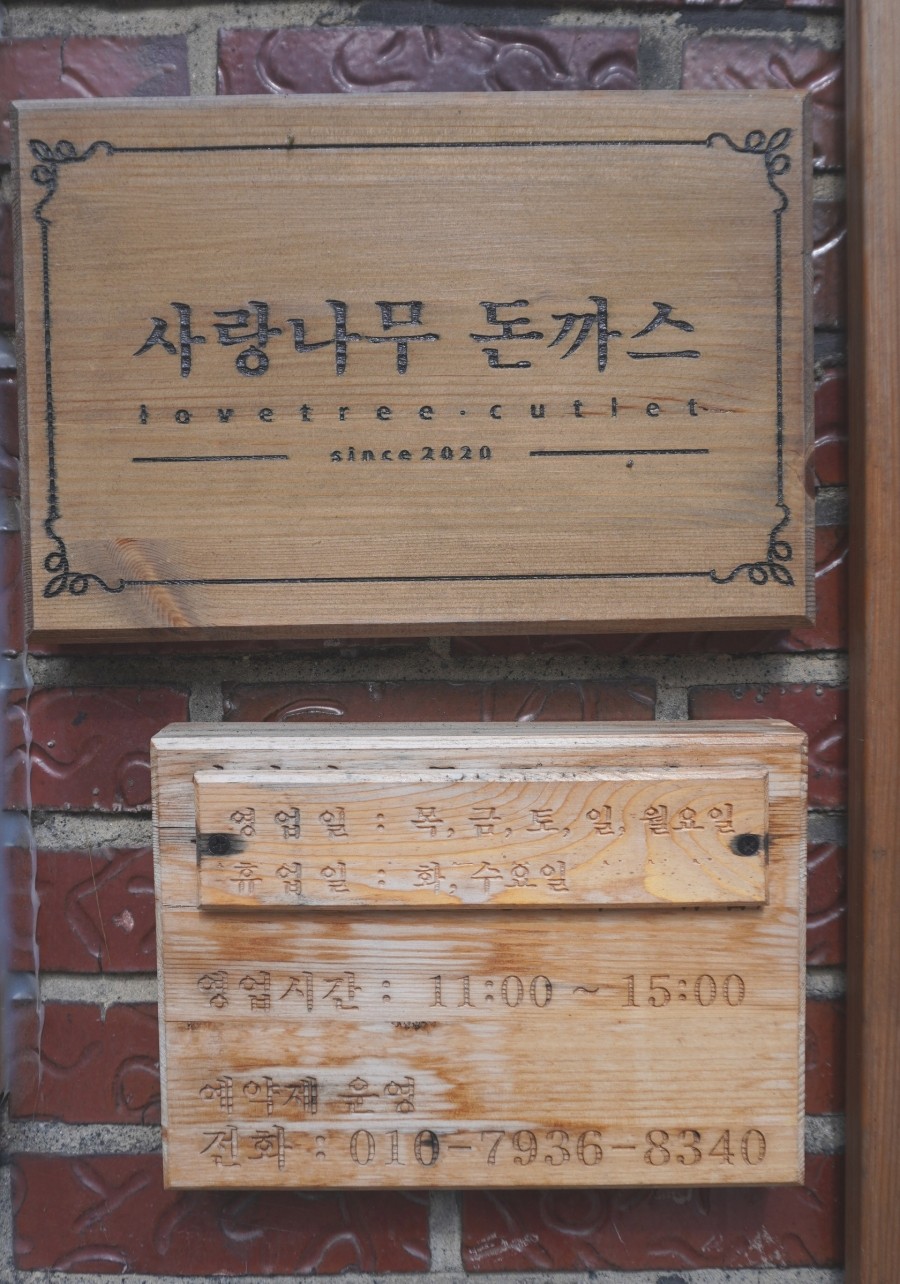 사랑나무 돈까스
lovetree·cutlet
since2020
영업일 : 목,금,토,일,월요일
휴업일 : 화,수요일
영업시간 : 11:00 ~ 15:00
예약제 운영
전화 : 010-7936-8340